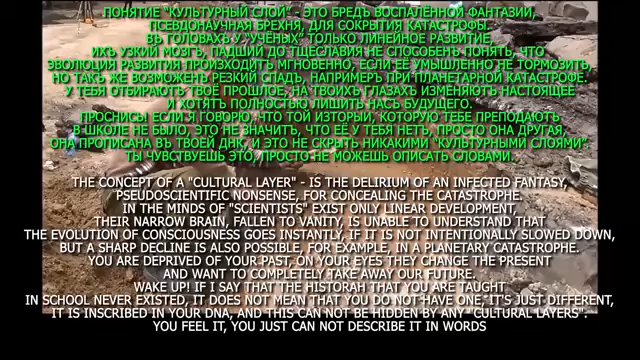 ПОНЯТИЕ "КУЛЬТУРНЫЙ СЛОЙ" - ЭТО БРЕДЪ ВОСПАЛЁННОЙ ФАНТАЗИИ,
ПСЕВДОНАУЧНАЯ БРЕХНЯ, ДЛЯ СОКРЫТИЯ КАТАСТРОФЫ.
ВЪ ГОЛОВАХЪ У "УЧЁНЫХ" ТОЛЬКО ЛИНЕЙНОЕ РАЗВИТИЕ,
ИХЪ УЗКИЙ МОЗГЪ, ПАДШИЙ ДО ТЩЕСЛАВИЯ НЕ СПОСОБЕНЪ ПОНЯТЬ, ЧТО
ЭВОЛЮЦИЯ РАЗВИТИЯ ПРОИСХОДИТЪ МГНОВЕННО, ЕСЛИ ЕЁ УМЫШЛЕННО НЕ ТОРМОЗИТЬ,
НО ТАКЪ ЖЕ ВОЗМОЖЕНЪ РЕЗКИЙ СПАДЪ, НАПРИМЕРЪ ПРИ ПЛАНЕТАРНОЙ КАТАСТРОФЕ.
У ТЕБЯ ОТБИРАЮТЪ ТВОЁ ПРОШЛОЕ, НА ТВОИХЪ ГЛАЗАХЪ ИЗМЕНЯЮТЪ НАСТОЯЩЕЕ
И ХОТЯТЪ ПОЛНОСТЬЮ ЛИШИТЬ НАСЪ БУДУЩЕГО.
ПРОСНИСЬ! ЕСЛИ Я ГОВОРЮ, ЧТО ТОЙ ИЗТОРЫИ, КОТОРУЮ ТЕБЕ ПРЕПОДАЮТЪ
В ШКОЛЕ НЕ БЫЛО, ЭТО НЕ ЗНАЧИТЪ, ЧТО ЕЁ У ТЕБЯ НЕТЪ, ПРОСТО ОНА ДРУГАЯ,
ОНА ПРОПИСАНА ВЪ ТВОЕЙ ДНК, И ЭТО НЕ СКРЫТЬ НИКАКИМИ "КУЛЬТУРНЫМИ СЛОЯМИ".
ТЫ ЧУВСТВУЕШЬ ЭТО, ПРОСТО НЕ МОЖЕШЬ ОПИСАТЬ СЛОВАМИ.
THE CONCEPT OF A "CULTURAL LAYER" - IS THE DELIRIUM OF AN INFECTED FANTASY,
PSEUDOSCIENTIFIC NONSENSE, FOR CONCEALING THE CATASTROPHE.
IN THE MINDS OF "SCIENTISTS" EXIST ONLY LINEAR DEVELOPMENT,
THEIR NARROW BRAIN, FALLEN TO VANITY, IS UNABLE TO UNDERSTAND THAT
THE EVOLUTION OF CONSCIOUSNESS GOES INSTANTLY, IF IT IS NOT INTENTIONALLY SLOWED DOWN,
BUT A SHARP DECLINE IS ALSO POSSIBLE, FOR EXAMPLE, IN A PLANETARY CATASTROPHE.
YOU ARE DEPRIVED OF YOUR PAST, ON YOUR EYES THEY CHANGE THE PRESENT
AND WANT TO COMPLETELY TAKE AWAY OUR FUTURE.
WAKE UP! IF I SAY THAT THE HISTORAH THAT YOU ARE TAUGHT
IN SCHOOL NEVER EXISTED, IT DOES NOT MEAN THAT YOU DO NOT HAVE ONE, IT'S JUST DIFFERENT,
IT IS INSCRIBED IN YOUR DNA, AND THIS CAN NOT BE HIDDEN BY ANY "CULTURAL LAYERS".
YOU FEEL IT, YOU JUST CAN NOT DESCRIBE IT IN WORDS